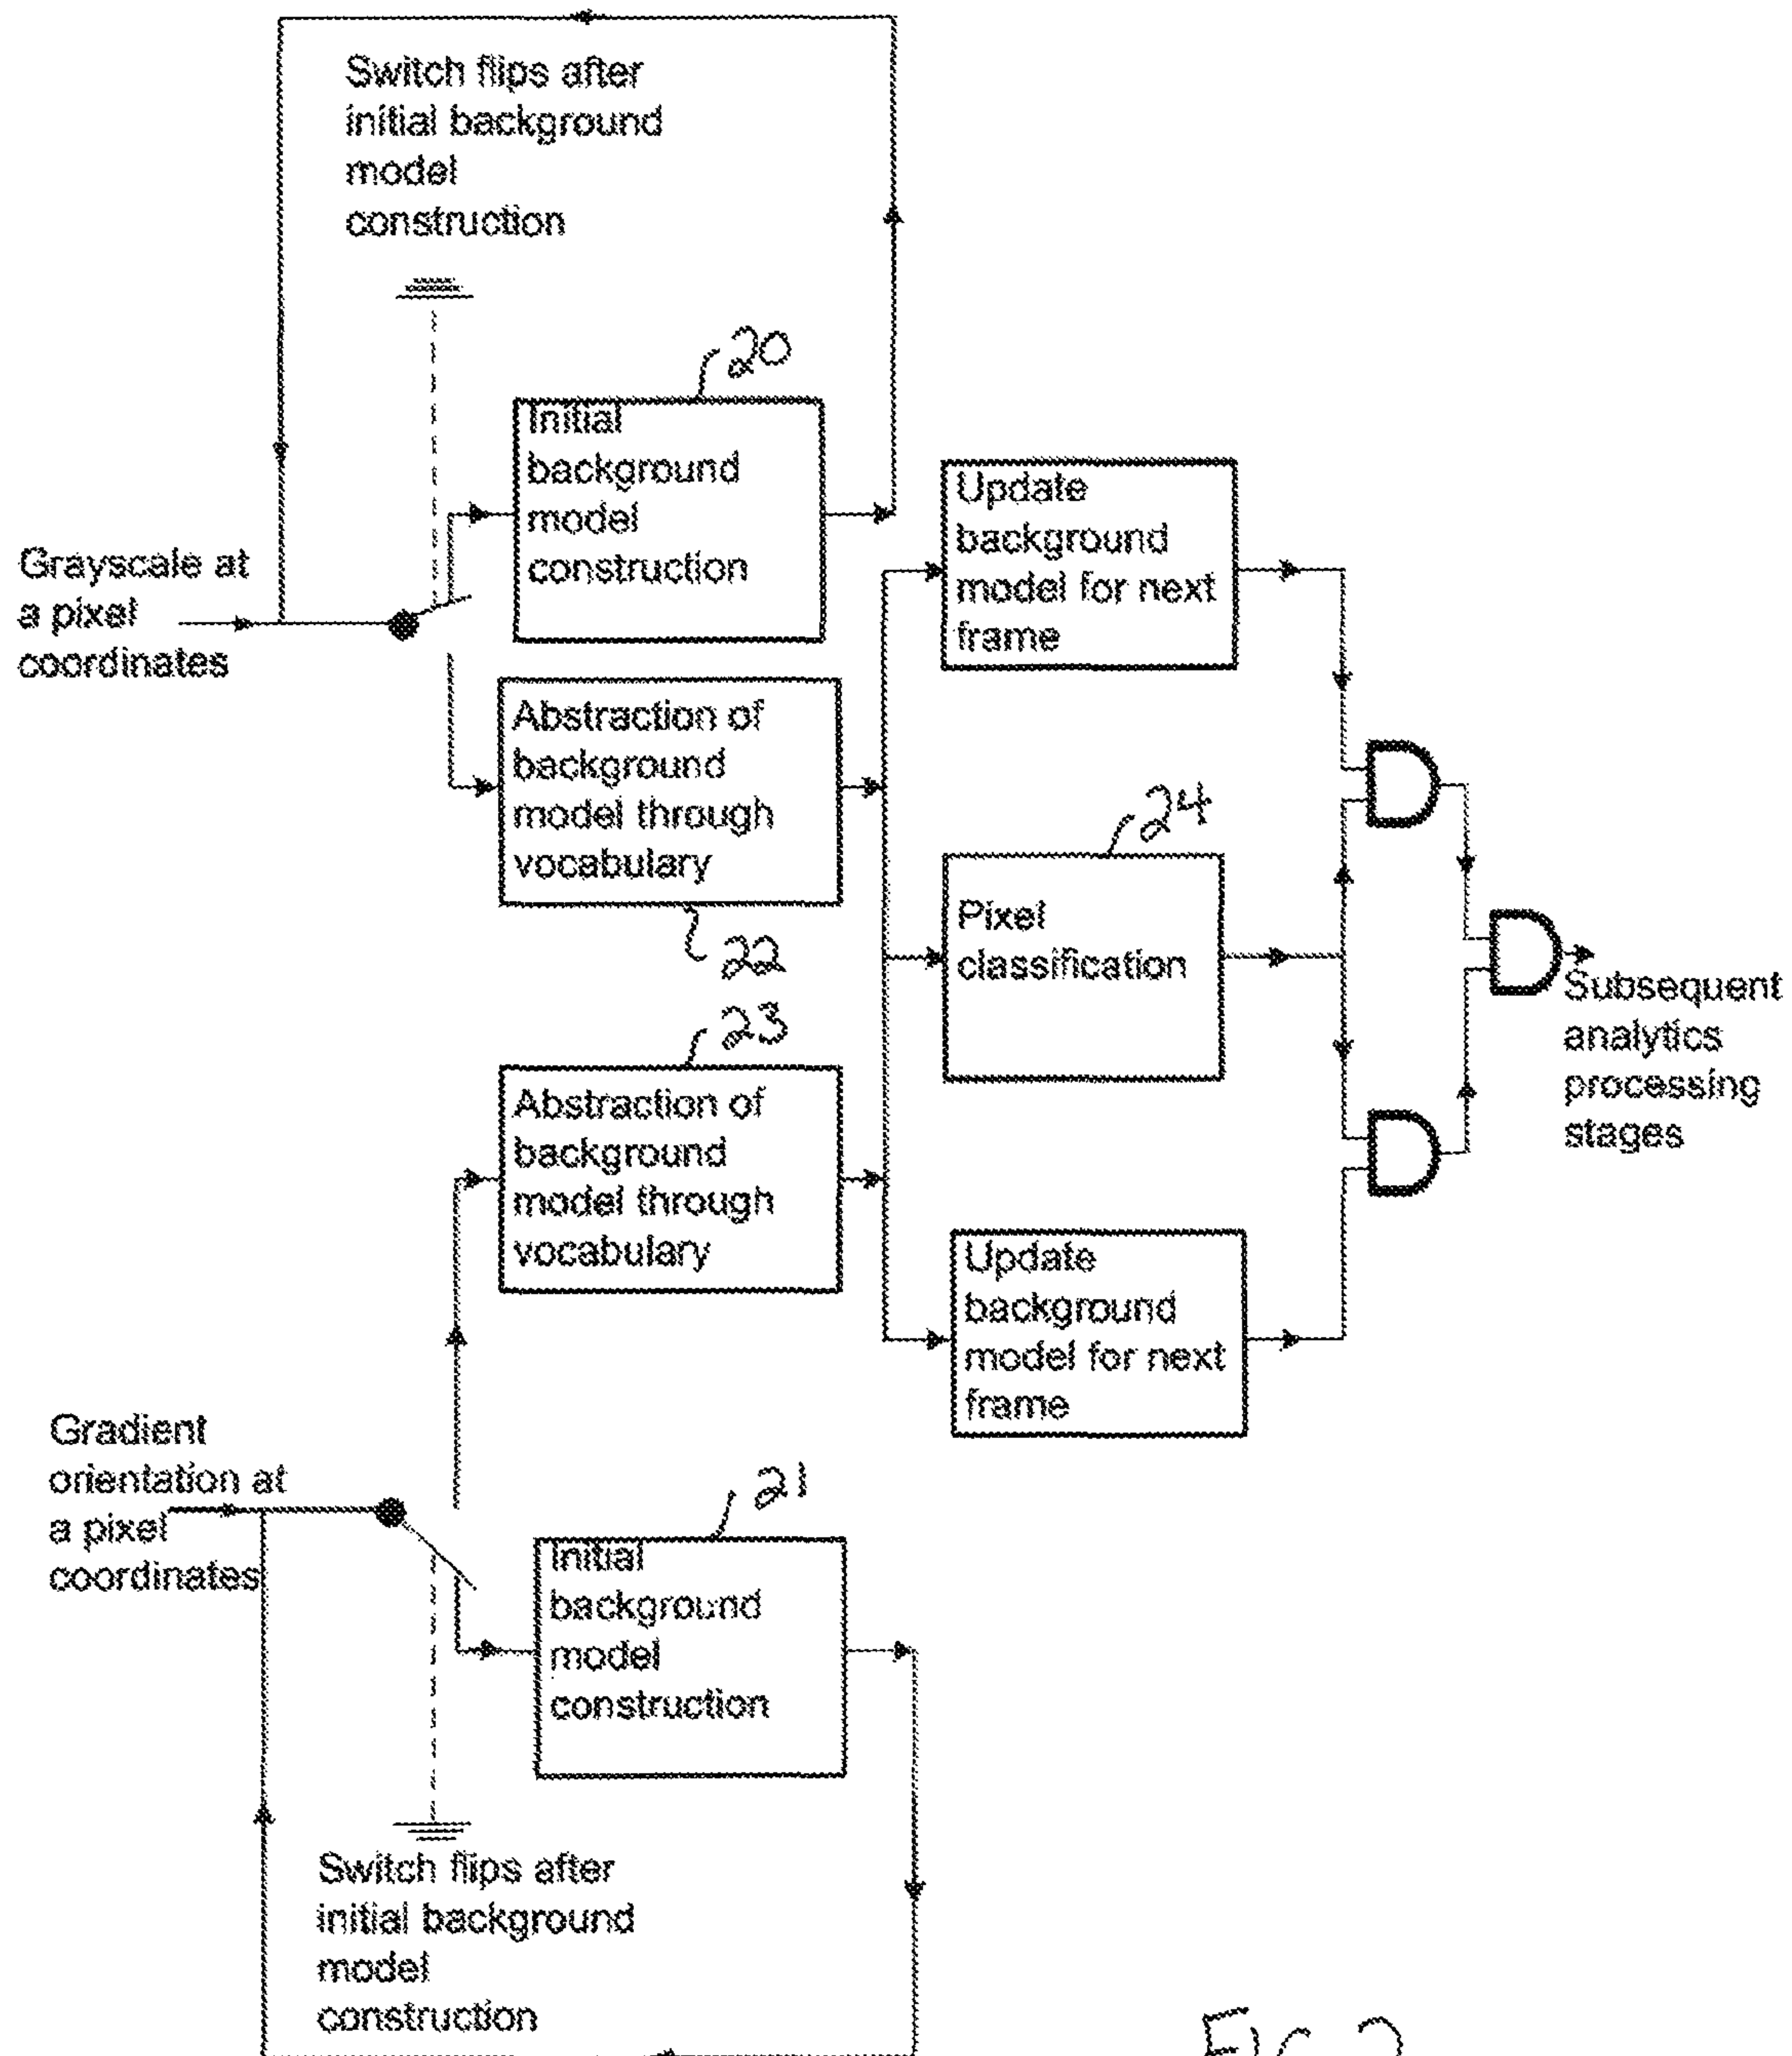 Switch flips after
initial background
model
construction
20
Initial
background
model
construction
Grayscale at
a pixel
coordinates
Update
background
model for next
frame
Abstraction of
background
model through
vocabulary
22
24
Pixel
classification
Subsequent
analytics
processing
stages
23
Abstraction of
background
model through
vocabulary
Update
background
model for next
frame
Gradient
orientation at
a pixel
coordinates
21
Initial
background
model
construction
Switch flips after
initial background
model
construction